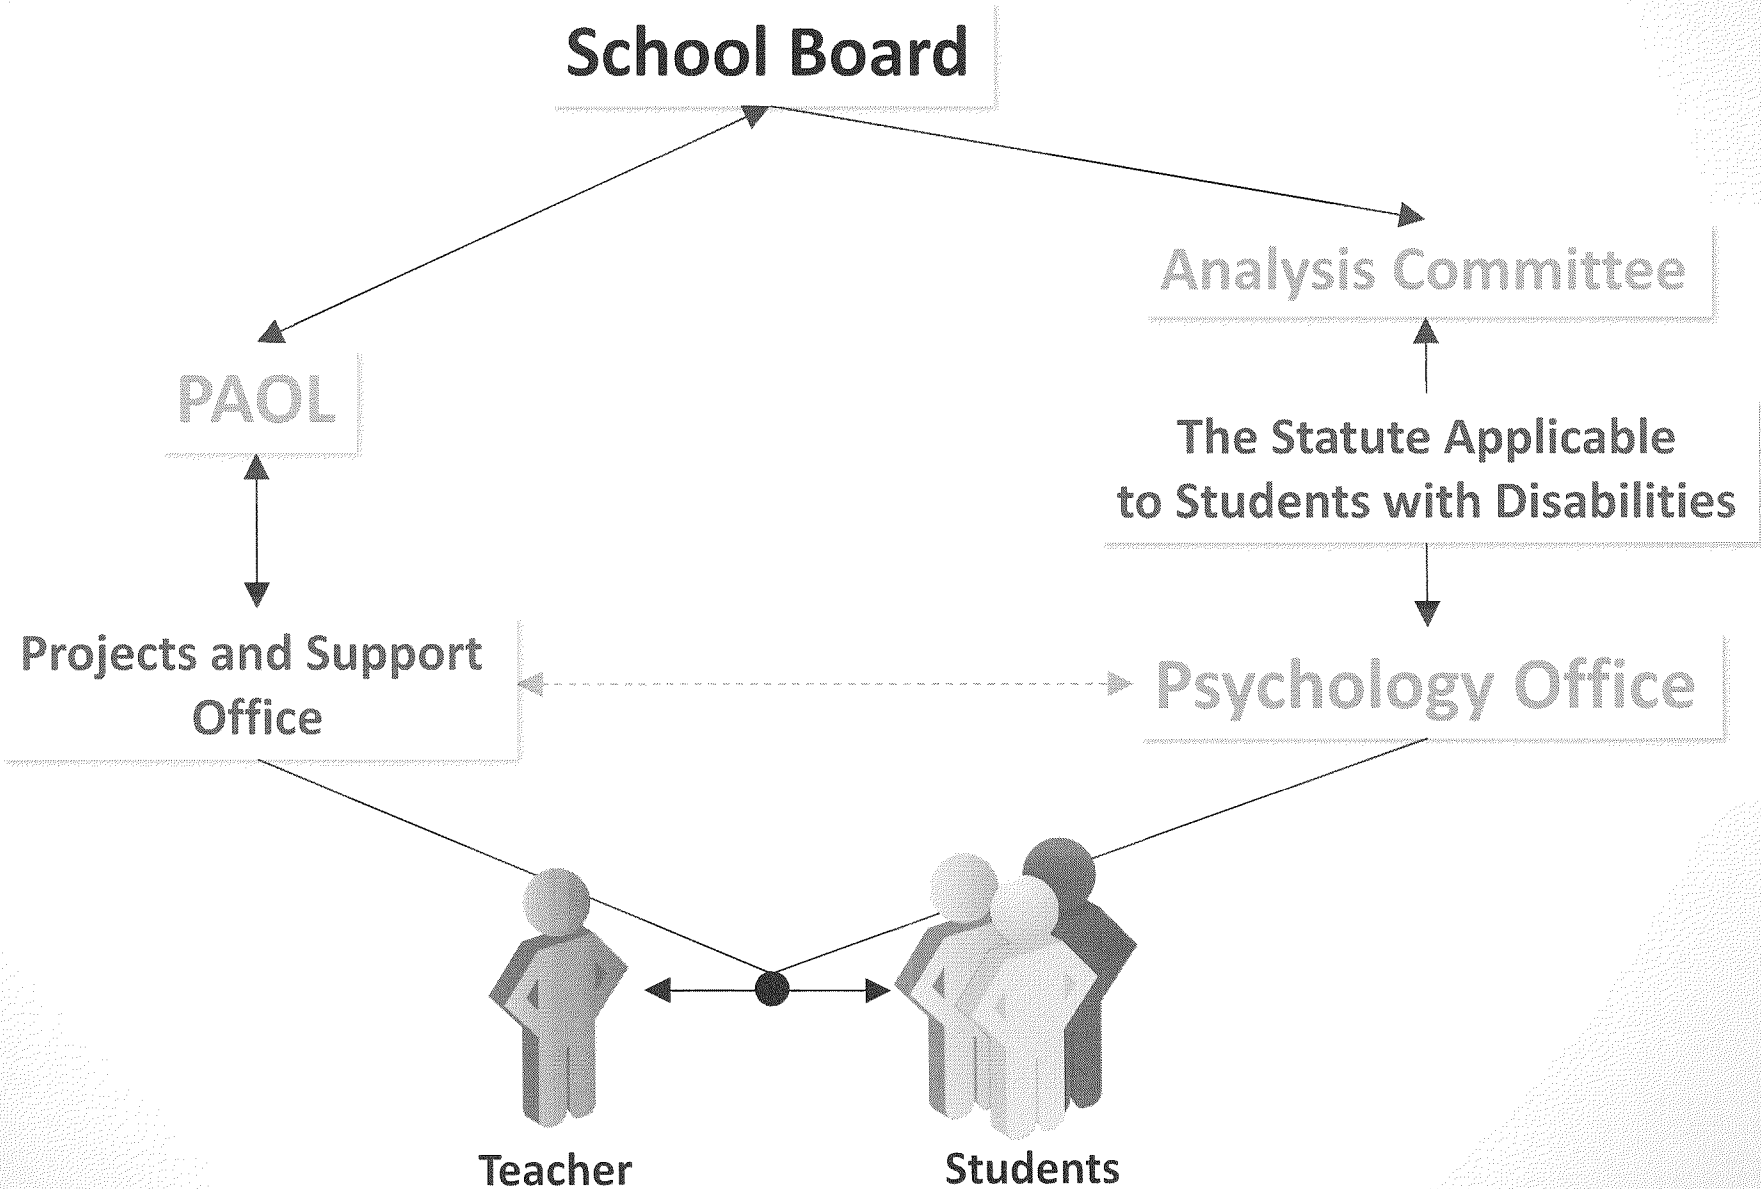 School Board
Analysis Committee
PAOL
The Statute Applicable
to Students with Disabilities
Projects and Support
Office
Psychology Office
Teacher
Students